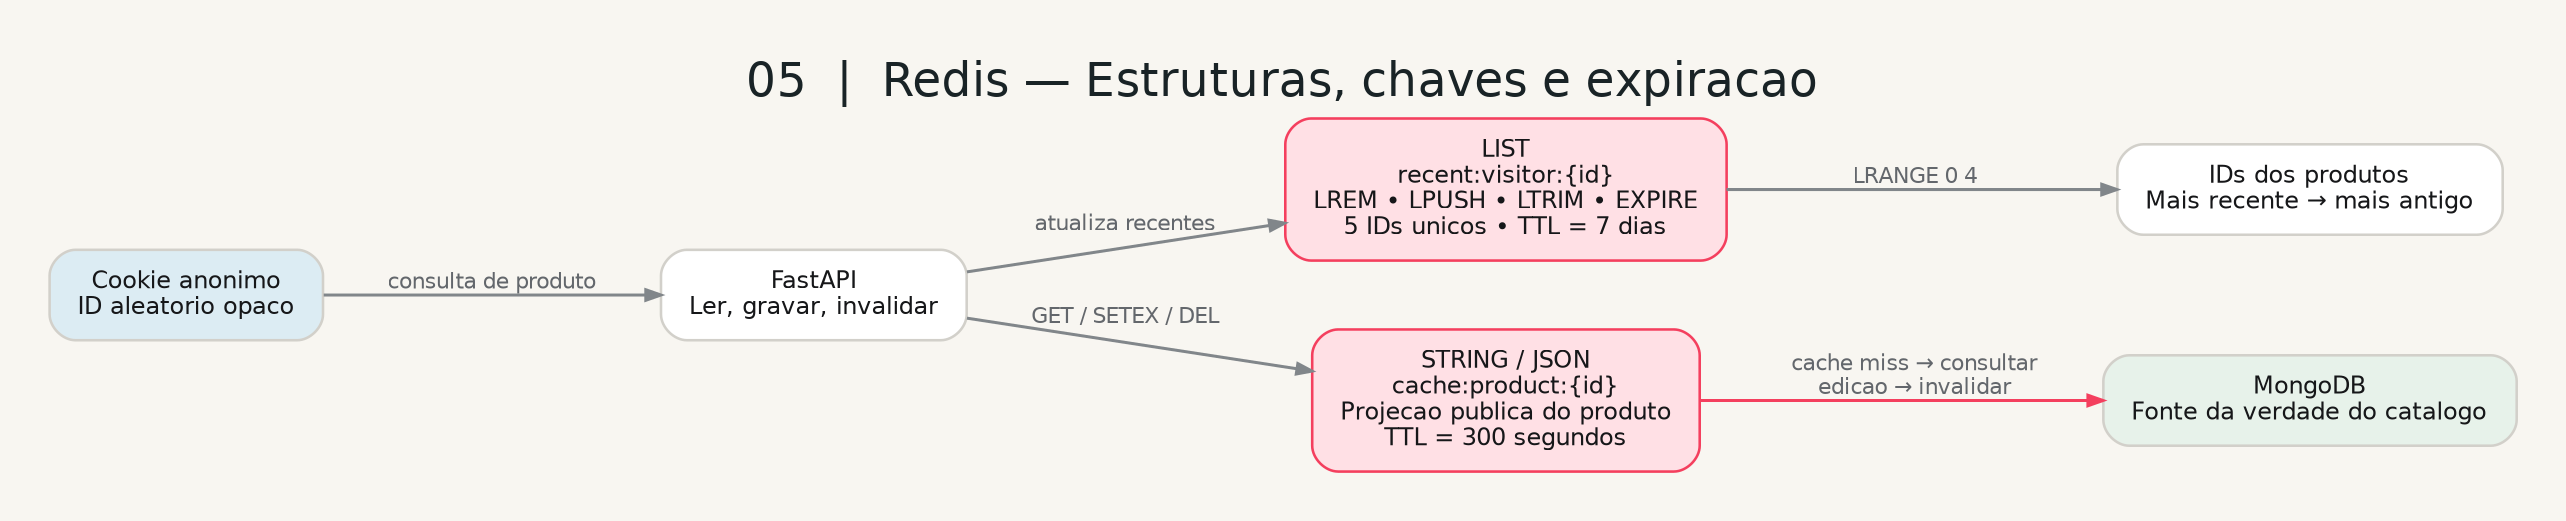 05 | Redis — Estruturas, chaves e expiracao
Cookie anonimo
ID aleatorio opaco
consulta de produto
FastAPI
Ler, gravar, invalidar
atualiza recentes
GET / SETEX / DEL
LIST
recent:visitor:{id}
LREM • LPUSH • LTRIM • EXPIRE
5 IDs unicos • TTL = 7 dias
LRANGE 0 4
IDs dos produtos
Mais recente → mais antigo
STRING / JSON
cache:product:{id}
Projecao publica do produto
TTL = 300 segundos
cache miss → consultar
edicao → invalidar
MongoDB
Fonte da verdade do catalogo